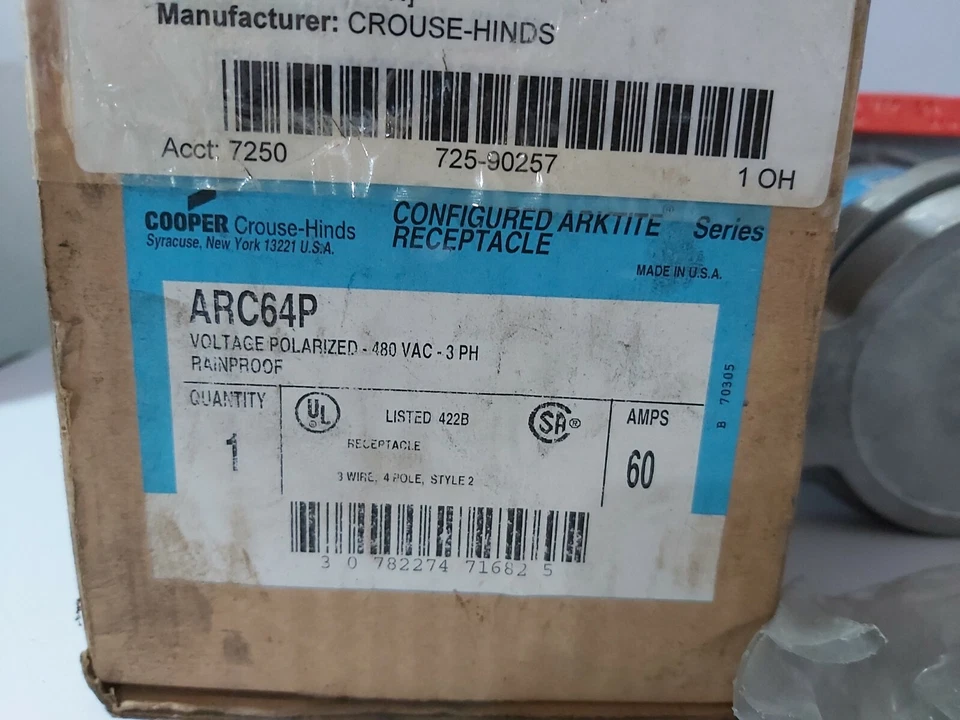 Manufacturer: CROUSE-HINDS
Acct: 7250 725-90257 1 OH
COOPER Crouse-Hinds
Syracuse, New York 13221 U.S.A.
CONFIGURED ARKTITE Series
RECEPTACLE
MADE IN U.S.A.
ARC64P
VOLTAGE POLARIZED - 480 VAC - 3 PH
RAINPROOF
QUANTITY
1
UL
LISTED 422B
SA®
RECEPTACLE
3 WIRE, 4 POLE, STYLE 2
AMPS
60
B 70305
3 0 782274 71682 5